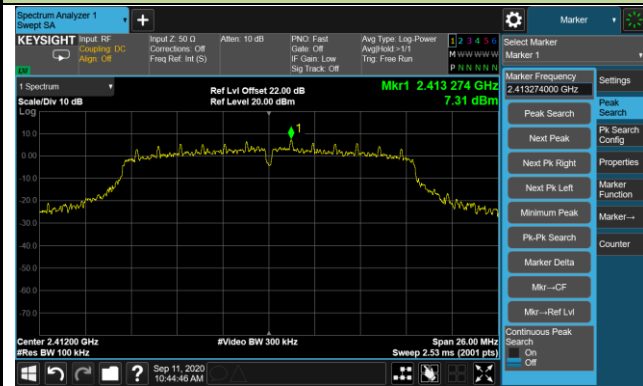 Spectrum Analyzer 1
Swept SA
+
Marker
KEYSIGHT
Input: RF
Coupling: DC
Align: Off
Input Z: 50 Ω
Corrections: Off
Freq Ref: Int (S)
Atten: 10 dB
PNO: Fast
Gate: Off
IF Gain: Low
Sig Track: Off
Avg Type: Log-Power
Avg|Hold:>1/1
Trig: Free Run
1 2 3 4 5 6
M W W W W W
P N N N N N
LXI
Select Marker
Marker 1
1 Spectrum
Scale/Div 10 dB
Log
Ref Lvl Offset 22.00 dB
Ref Level 20.00 dBm
Mkr1 2.413 274 GHz
7.31 dBm
1
10.0
0.00
-10.0
-20.0
-30.0
-40.0
-50.0
-60.0
-70.0
Center 2.41200 GHz
#Res BW 100 kHz
#Video BW 300 kHz
Span 26.00 MHz
Sweep 2.53 ms (2001 pts)
Marker Frequency
2.413274000 GHz
Peak Search
Next Peak
Next Pk Right
Next Pk Left
Minimum Peak
Pk-Pk Search
Marker Delta
Mkr→CF
Mkr→Ref Lvl
Continuous Peak
Search
On
Off
Settings
Peak
Search
Pk Search
Config
Properties
Marker
Function
Marker→
Counter
?
Sep 11, 2020
10:44:46 AM